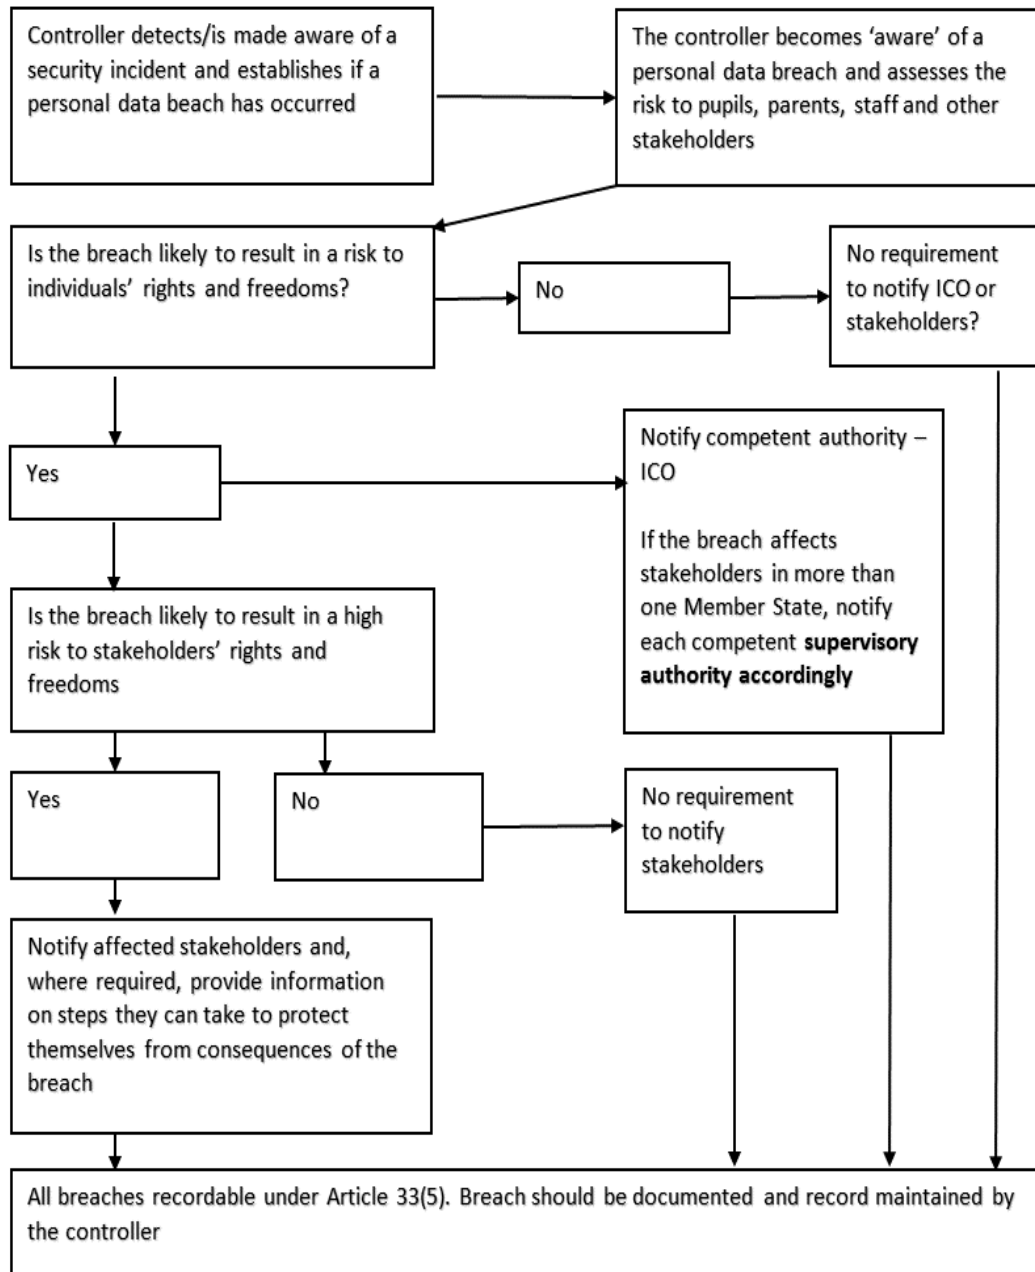 Controller detects/is made aware of a
security incident and establishes if a
personal data beach has occurred
The controller becomes ‘aware’ of a
personal data breach and assesses the
risk to pupils, parents, staff and other
stakeholders
Is the breach likely to result in a risk to
individuals’ rights and freedoms?
No
No requirement
to notify ICO or
stakeholders?
Yes
Notify competent authority –
ICO
If the breach affects
stakeholders in more than
one Member State, notify
each competent supervisory
authority accordingly
Is the breach likely to result in a high
risk to stakeholders’ rights and
freedoms
Yes
No
No requirement
to notify
stakeholders
Notify affected stakeholders and,
where required, provide information
on steps they can take to protect
themselves from consequences of the
breach
All breaches recordable under Article 33(5). Breach should be documented and record maintained by
the controller